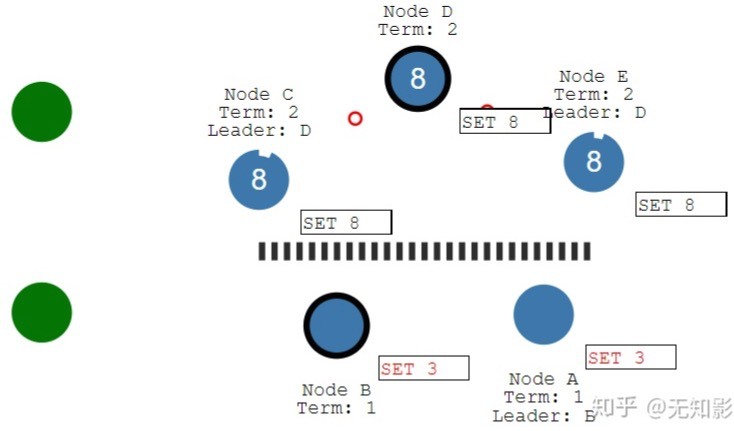 Node D
Term: 2
8
Node E
Term: 2
Leader: D
Node C
Term: 2
Leader: D
SET 8
8
8
SET 8
SET 8
SET 3
SET 3
Node B
Term: 1
Node A
Term: 1
Leader: B
知乎 @无知影